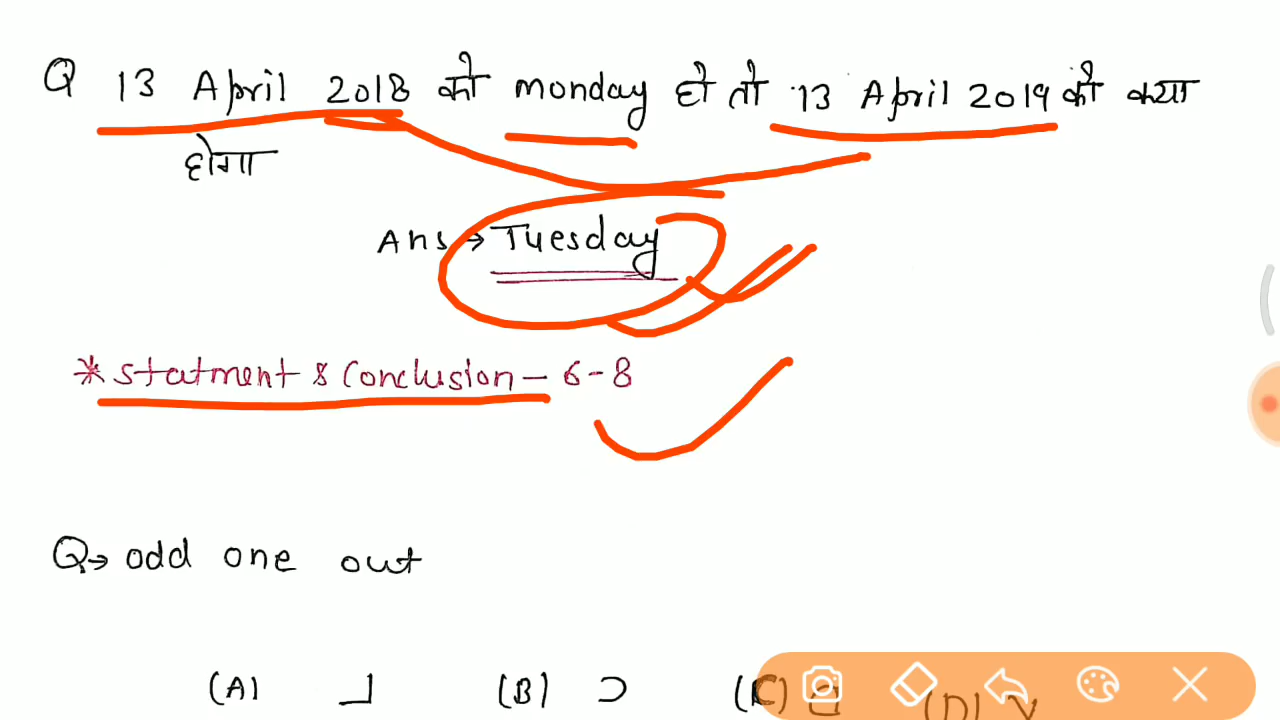 Q 13 April 2018 को monday हो तो 13 April 2019 को क्या
होगा
Ans → Tuesday
* Statment & Conclusion - 6-8
Q→ odd one out
(A) (B) (C) (D)